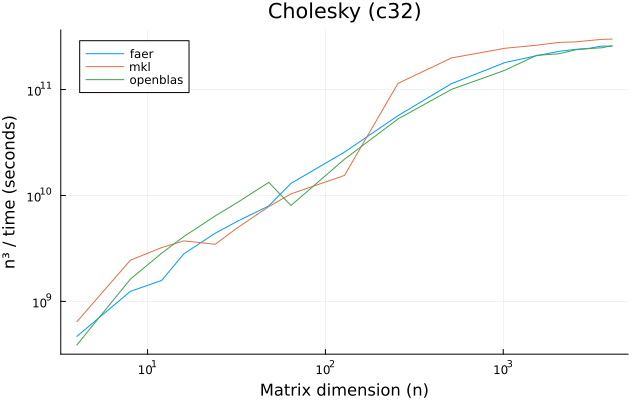 Cholesky (c32)
faer
mkl
openblas
n³ / time (seconds)
10¹¹
10¹⁰
10⁹
10¹ 10² 10³
Matrix dimension (n)